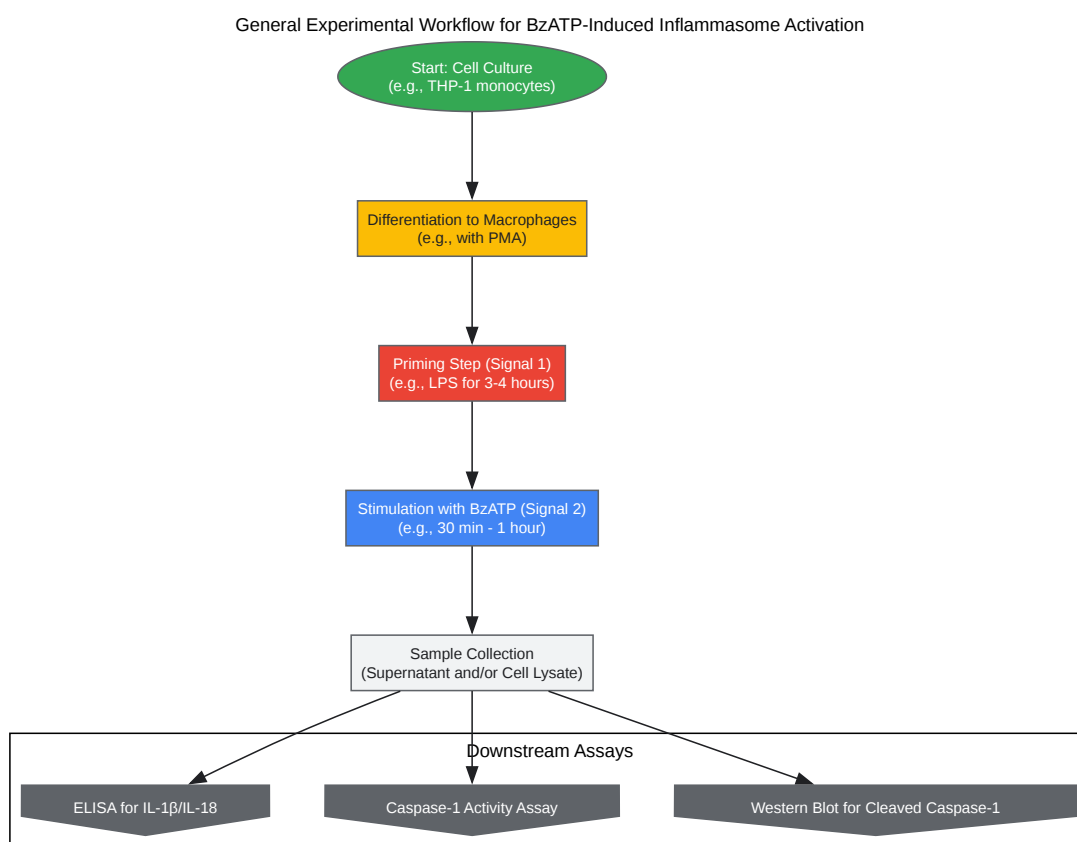 General Experimental Workflow for BzATP-Induced Inflammasome Activation
Start: Cell Culture
(e.g., THP-1 monocytes)
Differentiation to Macrophages
(e.g., with PMA)
Priming Step (Signal 1)
(e.g., LPS for 3-4 hours)
Stimulation with BzATP (Signal 2)
(e.g., 30 min - 1 hour)
Sample Collection
(Supernatant and/or Cell Lysate)
Downstream Assays
ELISA for IL-1β/IL-18
Caspase-1 Activity Assay
Western Blot for Cleaved Caspase-1